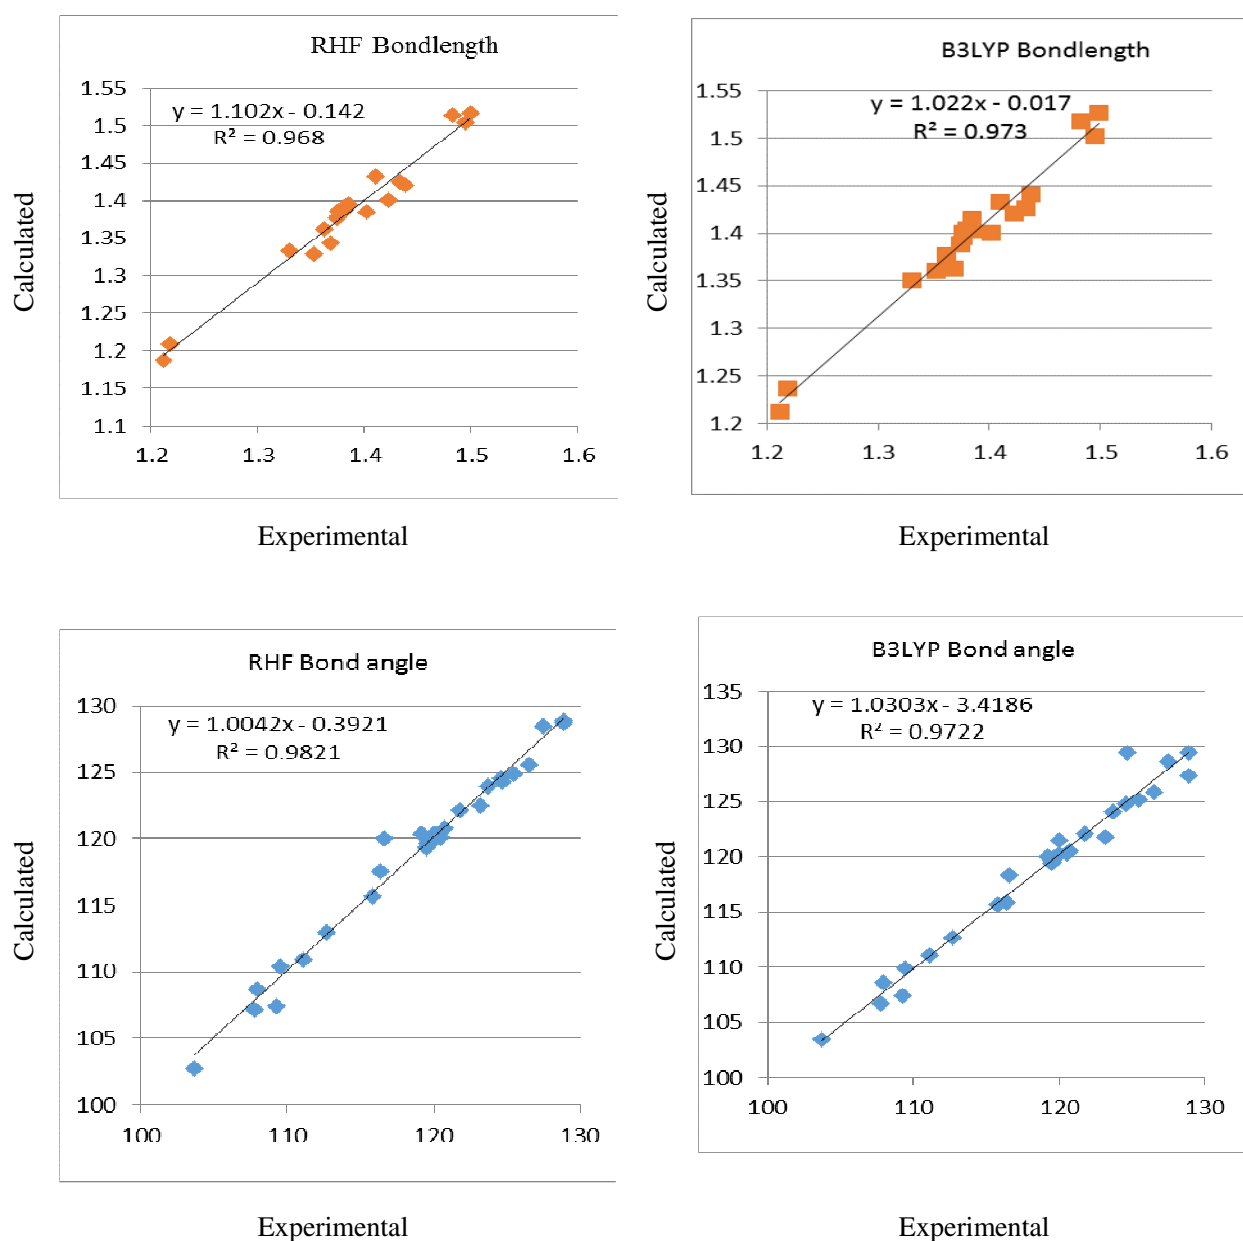 RHF Bondlength
y = 1.102x - 0.142
R² = 0.968
1.55
1.5
1.45
1.4
1.35
1.3
1.25
1.2
1.15
1.1
1.2 1.3 1.4 1.5 1.6
Calculated
Experimental
B3LYP Bondlength
y = 1.022x - 0.017
R² = 0.973
1.55
1.5
1.45
1.4
1.35
1.3
1.25
1.2
1.2 1.3 1.4 1.5 1.6
Calculated
Experimental
RHF Bond angle
y = 1.0042x - 0.3921
R² = 0.9821
130
125
120
115
110
105
100
100 110 120 130
Calculated
Experimental
B3LYP Bond angle
y = 1.0303x - 3.4186
R² = 0.9722
135
130
125
120
115
110
105
100
100 110 120 130
Calculated
Experimental